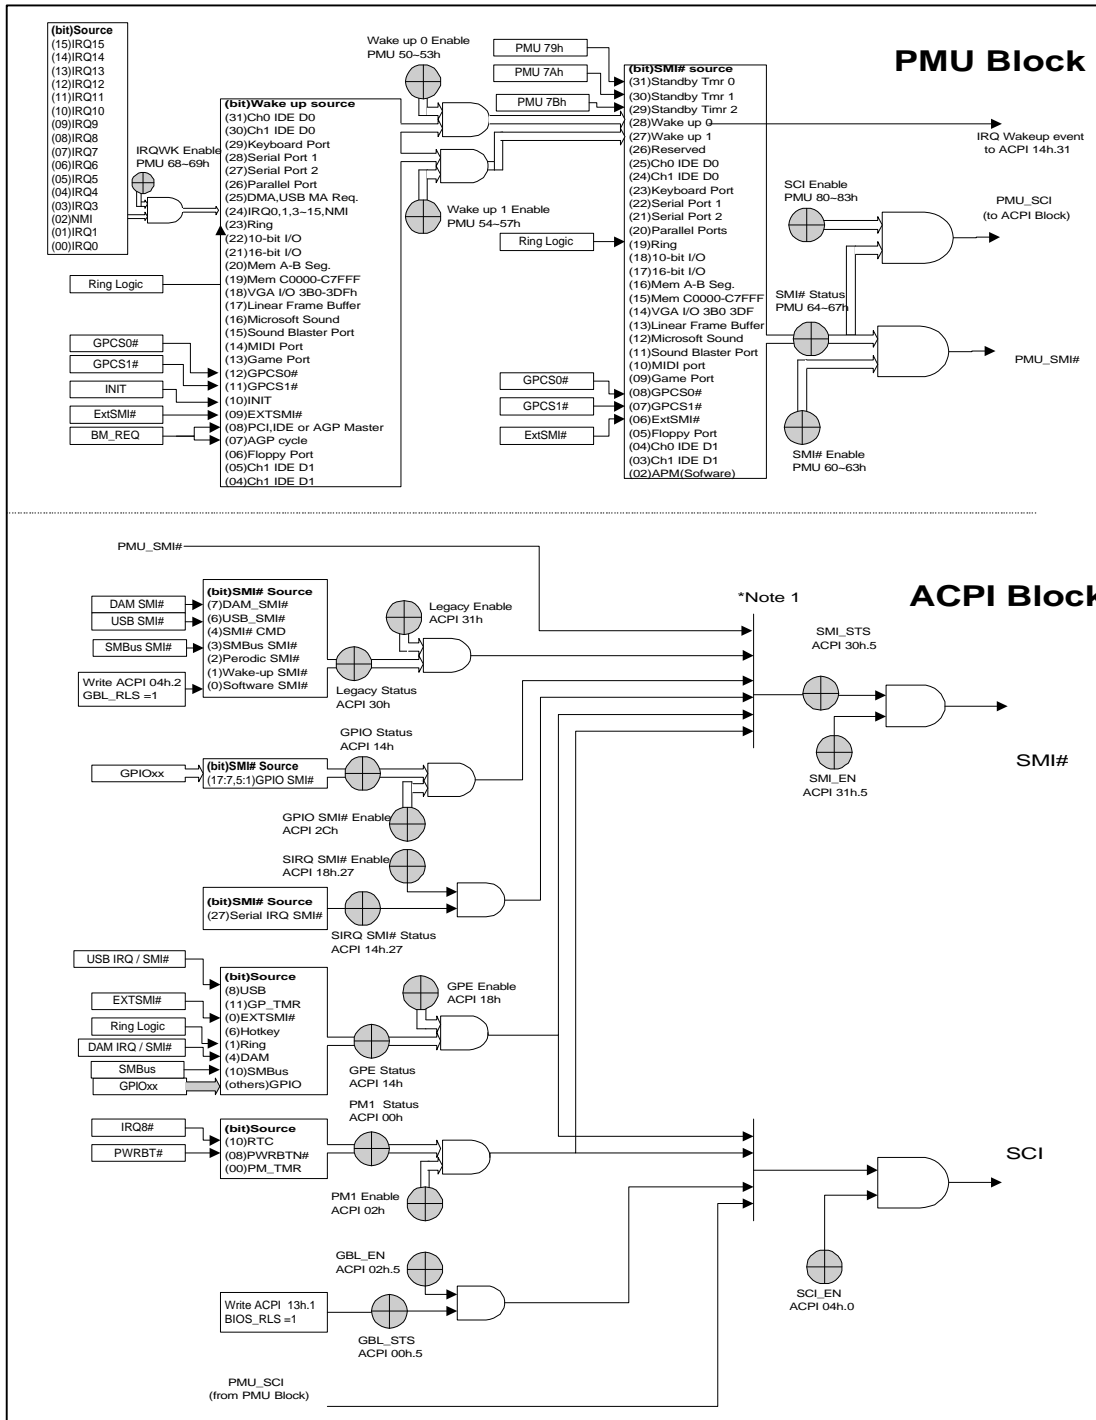 PMU Block
(bit)Source
(15)IRQ15
(14)IRQ14
(13)IRQ13
(12)IRQ12
(11)IRQ11
(10)IRQ10
(09)IRQ9
(08)IRQ8
(07)IRQ7
(06)IRQ6
(05)IRQ5
(04)IRQ4
(03)IRQ3
(02)NMI
(01)IRQ1
(00)IRQ0
IRQWK Enable
PMU 68~69h
Ring Logic
GPCS0#
GPCS1#
INIT
ExtSMI#
BM_REQ
(bit)Wake up source
(31)Ch0 IDE D0
(30)Ch1 IDE D0
(29)Keyboard Port
(28)Serial Port 1
(27)Serial Port 2
(26)Parallel Port
(25)DMA,USB MA Req.
(24)IRQ0,1,3~15,NMI
(23)Ring
(22)10-bit I/O
(21)16-bit I/O
(20)Mem A-B Seg.
(19)Mem C0000-C7FFF
(18)VGA I/O 3B0-3DFh
(17)Linear Frame Buffer
(16)Microsoft Sound
(15)Sound Blaster Port
(14)MIDI Port
(13)Game Port
(12)GPCS0#
(11)GPCS1#
(10)INIT
(09)EXTSMI#
(08)PCI,IDE or AGP Master
(07)AGP cycle
(06)Floppy Port
(05)Ch1 IDE D1
(04)Ch1 IDE D1
Wake up 0 Enable
PMU 50~53h
Wake up 1 Enable
PMU 54~57h
PMU 79h
PMU 7Ah
PMU 7Bh
Ring Logic
GPCS0#
GPCS1#
ExtSMI#
(bit)SMI# source
(31)Standby Tmr 0
(30)Standby Tmr 1
(29)Standby Tmr 2
(28)Wake up 0
(27)Wake up 1
(26)Reserved
(25)Ch0 IDE D0
(24)Ch1 IDE D0
(23)Keyboard Port
(22)Serial Port 1
(21)Serial Port 2
(20)Parallel Ports
(19)Ring
(18)10-bit I/O
(17)16-bit I/O
(16)Mem A-B Seg.
(15)Mem C0000-C7FFF
(14)VGA I/O 3B0 3DF
(13)Linear Frame Buffer
(12)Microsoft Sound
(11)Sound Blaster Port
(10)MIDI port
(09)Game Port
(08)GPCS0#
(07)GPCS1#
(06)ExtSMI#
(05)Floppy Port
(04)Ch0 IDE D1
(03)Ch1 IDE D1
(02)APM(Sofware)
IRQ Wakeup event
to ACPI 14h.31
SCI Enable
PMU 80~83h
PMU_SCI
(to ACPI Block)
SMI# Status
PMU 64~67h
PMU_SMI#
SMI# Enable
PMU 60~63h
ACPI Block
PMU_SMI#
DAM SMI#
USB SMI#
SMBus SMI#
Write ACPI 04h.2
GBL_RLS =1
(bit)SMI# Source
(7)DAM_SMI#
(6)USB_SMI#
(4)SMI# CMD
(3)SMBus SMI#
(2)Perodic SMI#
(1)Wake-up SMI#
(0)Software SMI#
Legacy Enable
ACPI 31h
Legacy Status
ACPI 30h
*Note 1
SMI_STS
ACPI 30h.5
SMI_EN
ACPI 31h.5
SMI#
GPIO Status
ACPI 14h
GPIOxx
(bit)SMI# Source
(17:7,5:1)GPIO SMI#
GPIO SMI# Enable
ACPI 2Ch
SIRQ SMI# Enable
ACPI 18h.27
(bit)SMI# Source
(27)Serial IRQ SMI#
SIRQ SMI# Status
ACPI 14h.27
USB IRQ / SMI#
EXTSMI#
Ring Logic
DAM IRQ / SMI#
SMBus
GPIOxx
(bit)Source
(8)USB
(11)GP_TMR
(0)EXTSMI#
(6)Hotkey
(1)Ring
(4)DAM
(10)SMBus
(others)GPIO
GPE Enable
ACPI 18h
GPE Status
ACPI 14h
PM1 Status
ACPI 00h
IRQ8#
PWRBT#
(bit)Source
(10)RTC
(08)PWRBTN#
(00)PM_TMR
PM1 Enable
ACPI 02h
SCI
SCI_EN
ACPI 04h.0
GBL_EN
ACPI 02h.5
Write ACPI 13h.1
BIOS_RLS =1
GBL_STS
ACPI 00h.5
PMU_SCI
(from PMU Block)